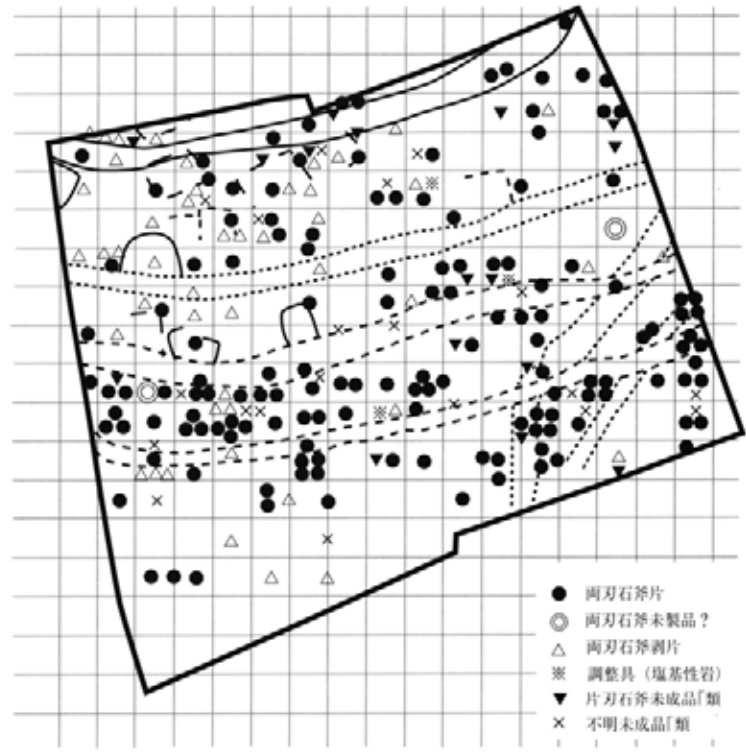 両刃石斧片
両刃石斧未製品？
両刃石斧剥片
調整具（塩基性岩）
片刃石斧未成品｢類
不明未成品｢類